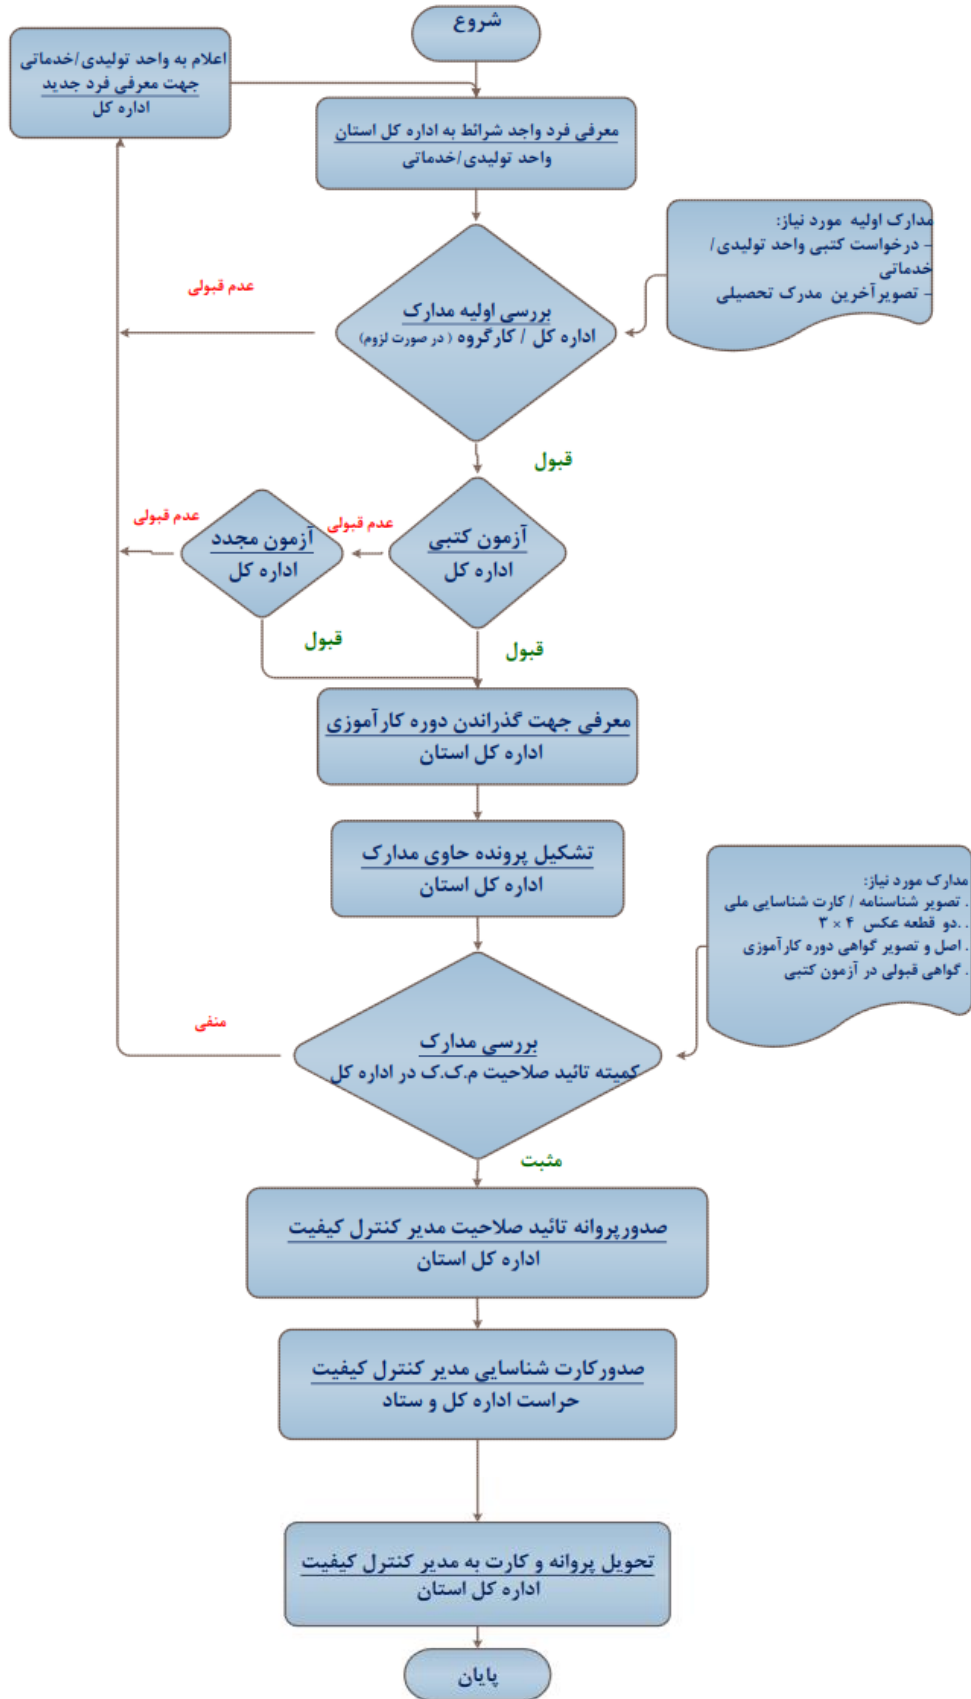 شروع
اعلام به واحد تولیدی/خدماتی
جهت معرفی فرد جدید
اداره کل
معرفی فرد واجد شرائط به اداره کل استان
واحد تولیدی/خدماتی
مدارک اولیه مورد نیاز:
- درخواست کتبی واحد تولیدی/
خدماتی
- تصویرآخرین مدرک تحصیلی
عدم قبولی
بررسی اولیه مدارک
اداره کل / کارگروه ( در صورت لزوم)
قبول
آزمون کتبی
اداره کل
عدم قبولی
آزمون مجدد
اداره کل
عدم قبولی
قبول
قبول
معرفی جهت گذراندن دوره کارآموزی
اداره کل استان
تشکیل پرونده حاوی مدارک
اداره کل استان
مدارک مورد نیاز:
. تصویر شناسنامه / کارت شناسایی ملی
..دو قطعه عکس ۴ × ۳
. اصل و تصویر گواهی دوره کارآموزی
. گواهی قبولی در آزمون کتبی
منفی
بررسی مدارک
کمیته تائید صلاحیت م.ک.ک در اداره کل
مثبت
صدورپروانه تائید صلاحیت مدیر کنترل کیفیت
اداره کل استان
صدورکارت شناسایی مدیر کنترل کیفیت
حراست اداره کل و ستاد
تحویل پروانه و کارت به مدیر کنترل کیفیت
اداره کل استان
پایان